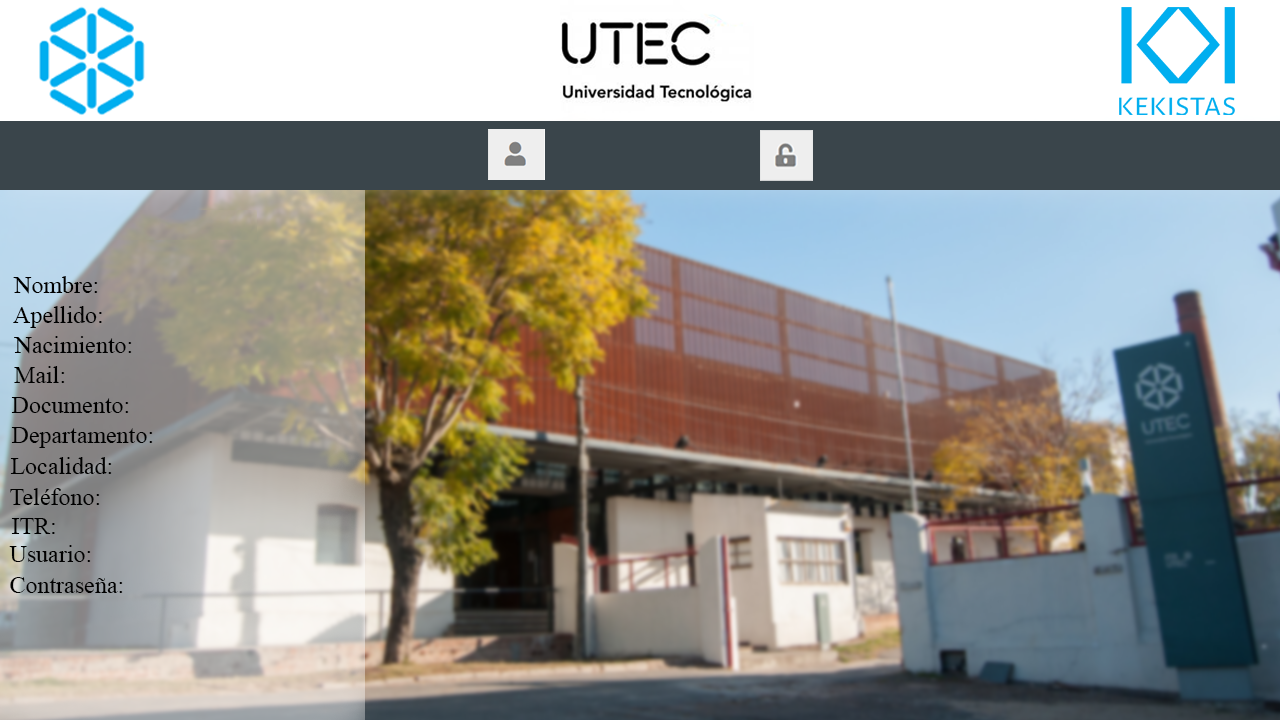 UTEC
Universidad Tecnológica
KEKISTAS
Nombre:
Apellido:
Nacimiento:
Mail:
Documento:
Departamento:
Localidad:
Teléfono:
ITR:
Usuario:
Contraseña:
UTEC